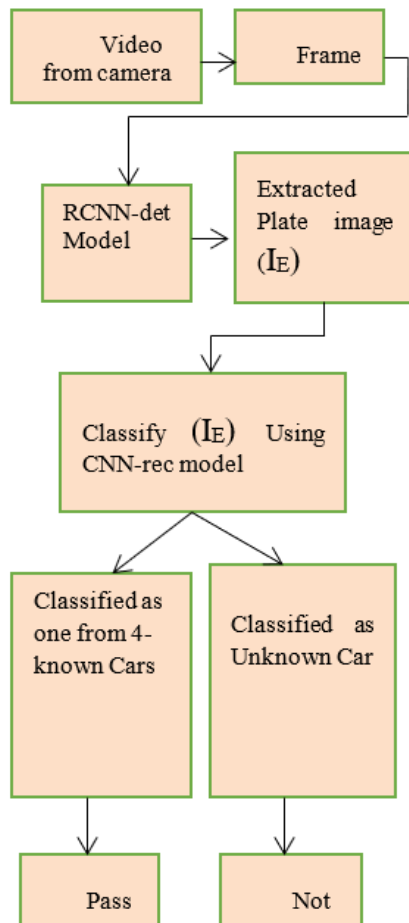 Video
from camera
Frame
RCNN-det
Model
Extracted
Plate image
(IE)
Classify (IE) Using
CNN-rec model
Classified as
one from 4-
known Cars
Classified as
Unknown Car
Pass
Not